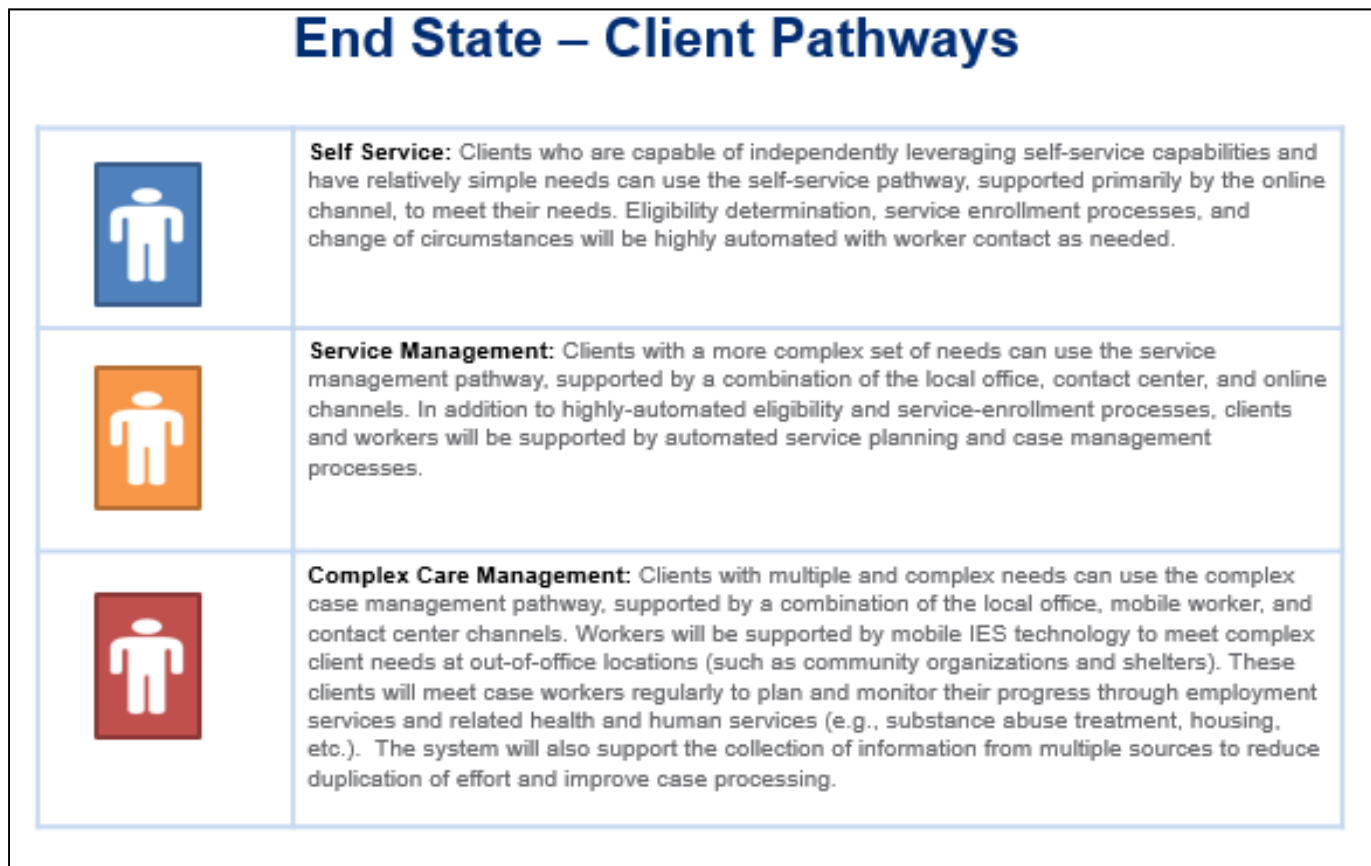 End State – Client Pathways
Self Service: Clients who are capable of independently leveraging self-service capabilities and
have relatively simple needs can use the self-service pathway, supported primarily by the online
channel, to meet their needs. Eligibility determination, service enrollment processes, and
change of circumstances will be highly automated with worker contact as needed.
Service Management: Clients with a more complex set of needs can use the service
management pathway, supported by a combination of the local office, contact center, and online
channels. In addition to highly-automated eligibility and service-enrollment processes, clients
and workers will be supported by automated service planning and case management
processes.
Complex Care Management: Clients with multiple and complex needs can use the complex
case management pathway, supported by a combination of the local office, mobile worker, and
contact center channels. Workers will be supported by mobile IES technology to meet complex
client needs at out-of-office locations (such as community organizations and shelters). These
clients will meet case workers regularly to plan and monitor their progress through employment
services and related health and human services (e.g., substance abuse treatment, housing,
etc.).  The system will also support the collection of information from multiple sources to reduce
duplication of effort and improve case processing.